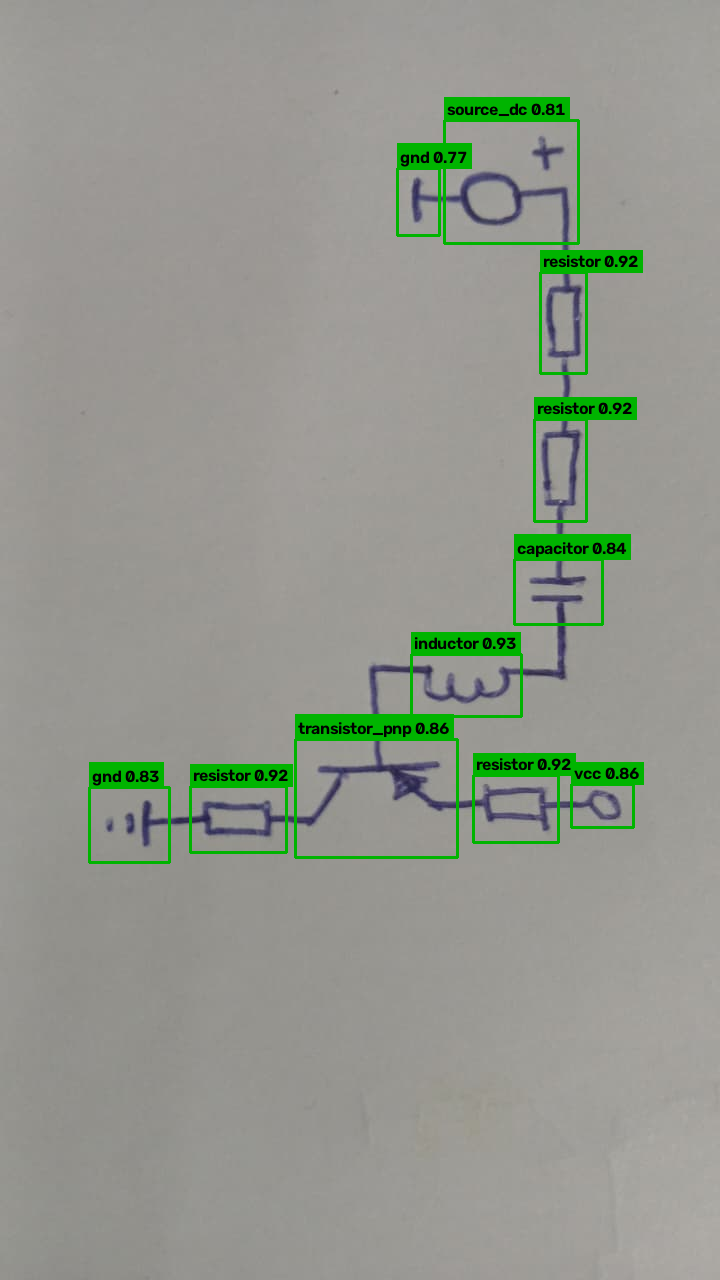 source_dc 0.81
gnd 0.77
+
resistor 0.92
resistor 0.92
capacitor 0.84
inductor 0.93
transistor_pnp 0.86
resistor 0.92
vcc 0.86
gnd 0.83
resistor 0.92